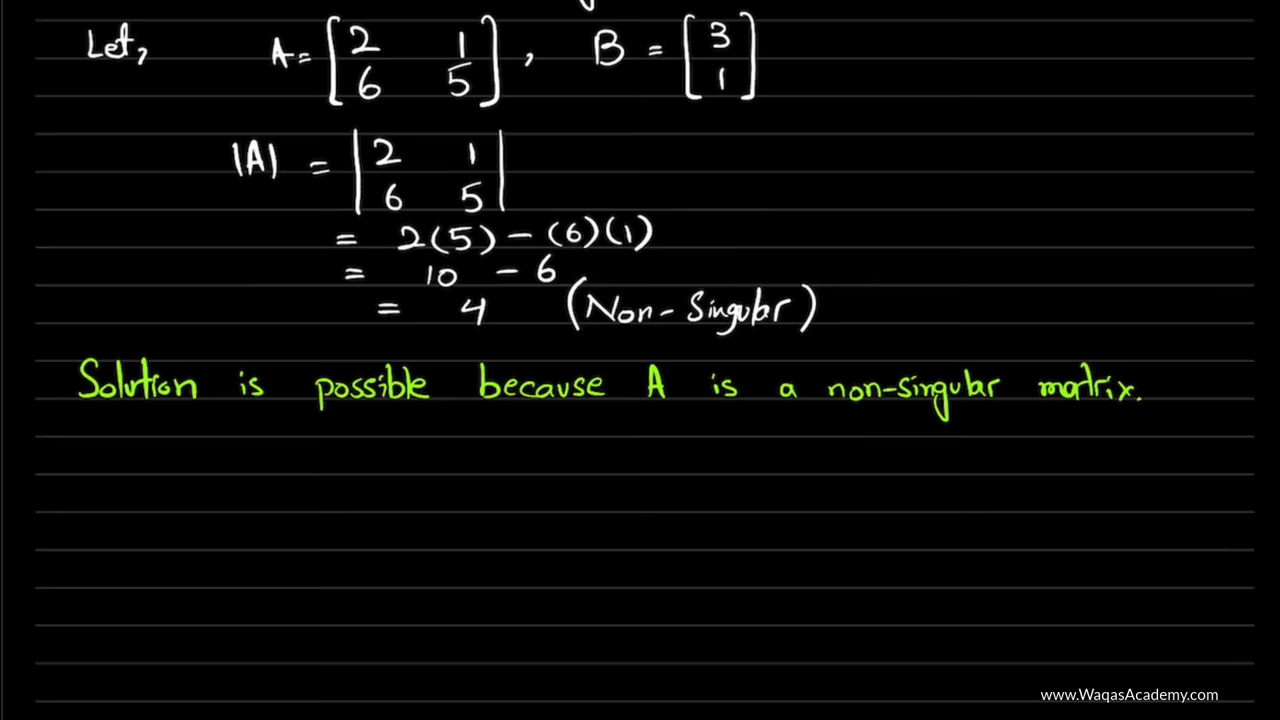 Let, A = [2 1], B = [3]
[6 5] [1]
|A| = |2 1|
|6 5|
= 2(5) - (6)(1)
= 10 - 6
= 4 (Non-Singular)
Solution is possible because A is a non-singular matrix.
www.WaqasAcademy.com